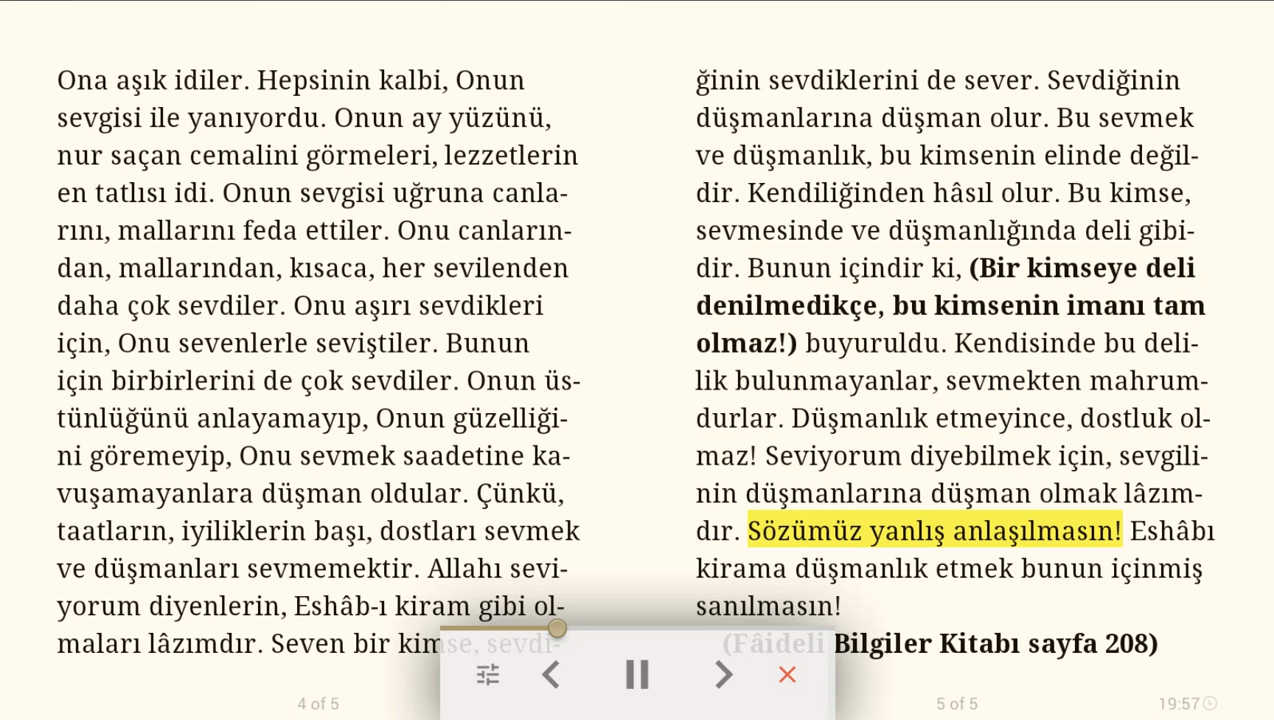 Ona aşık idiler. Hepsinin kalbi, Onun
sevgisi ile yanıyordu. Onun ay yüzünü,
nur saçan cemalini görmeleri, lezzetlerin
en tatlısı idi. Onun sevgisi uğruna canla-
rını, mallarını feda ettiler. Onu canların-
dan, mallarından, kısaca, her sevilenden
daha çok sevdiler. Onu aşırı sevdikleri
için, Onu sevenlerle seviştiler. Bunun
için birbirlerini de çok sevdiler. Onun üs-
tünlüğünü anlayamayıp, Onun güzelliği-
ni göremeyip, Onu sevmek saadetine ka-
vuşamayanlara düşman oldular. Çünkü,
taatların, iyiliklerin başı, dostları sevmek
ve düşmanları sevmemektir. Allahı sevi-
yorum diyenlerin, Eshâb-ı kiram gibi ol-
maları lâzımdır. Seven bir kimse, sevdi-
4 of 5
ğinin sevdiklerini de sever. Sevdiğinin
düşmanlarına düşman olur. Bu sevmek
ve düşmanlık, bu kimsenin elinde değil-
dir. Kendiliğinden hâsıl olur. Bu kimse,
sevmesinde ve düşmanlığında deli gibi-
dir. Bunun içindir ki, (Bir kimseye deli
denilmedikçe, bu kimsenin imanı tam
olmaz!) buyuruldu. Kendisinde bu deli-
lik bulunmayanlar, sevmekten mahrum-
durlar. Düşmanlık etmeyince, dostluk ol-
maz! Seviyorum diyebilmek için, sevgili-
nin düşmanlarına düşman olmak lâzım-
dır. Sözümüz yanlış anlaşılmasın! Eshâbı
kirama düşmanlık etmek bunun içinmiş
sanılmasın!
(Fâideli Bilgiler Kitabı sayfa 208)
5 of 5
19:57